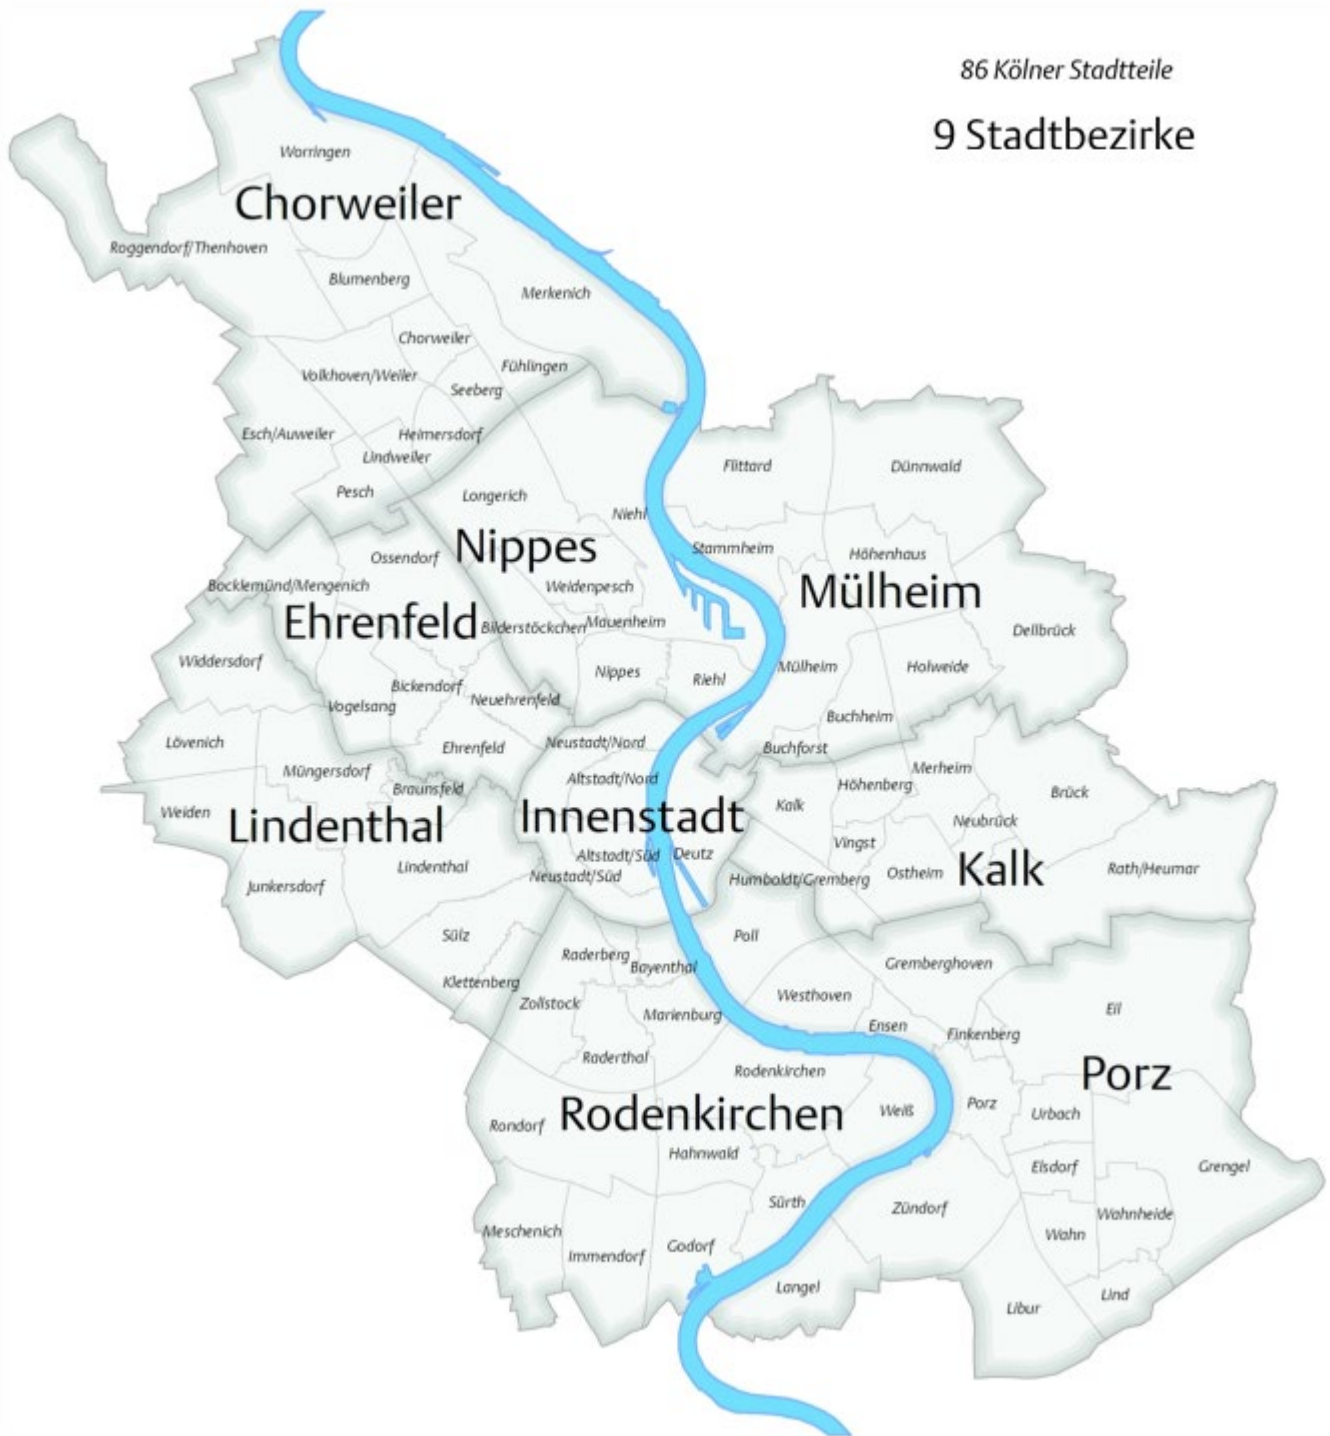 86 Kölner Stadtteile
9 Stadtbezirke
Worringen
Chorweiler
Roggendorf/Thenhoven
Blumenberg
Merkenich
Chorweiler
Fühlingen
Volkhoven/Weiler
Seeberg
Esch/Auweiler
Heimersdorf
Lindweiler
Pesch
Flittard
Dünnwald
Longerich
Niehl
Nippes
Stammheim
Höhenhaus
Ossendorf
Bocklemünd/Mengenich
Weidenpesch
Mülheim
Ehrenfeld
Bilderstöckchen
Mauenheim
Dellbrück
Widdersdorf
Nippes
Riehl
Mülheim
Holweide
Bickendorf
Neuehrenfeld
Vogelsang
Buchheim
Lövenich
Ehrenfeld
Neustadt/Nord
Buchforst
Müngersdorf
Altstadt/Nord
Merheim
Braunsfeld
Höhenberg
Brück
Weiden
Lindenthal
Innenstadt
Kalk
Neubrück
Vingst
Altstadt/Süd
Deutz
Lindenthal
Neustadt/Süd
Humboldt/Gremberg
Ostheim
Kalk
Rath/Heumar
Junkersdorf
Sülz
Poll
Raderberg
Bayenthal
Gremberghoven
Klettenberg
Zollstock
Westhoven
Marienburg
Ensen
Eil
Finkenberg
Raderthal
Rodenkirchen
Porz
Rondorf
Rodenkirchen
Weiß
Porz
Urbach
Hahnwald
Elsdorf
Grengel
Sürth
Zündorf
Wahnheide
Meschenich
Immendorf
Godorf
Wahn
Langel
Libur
Lind